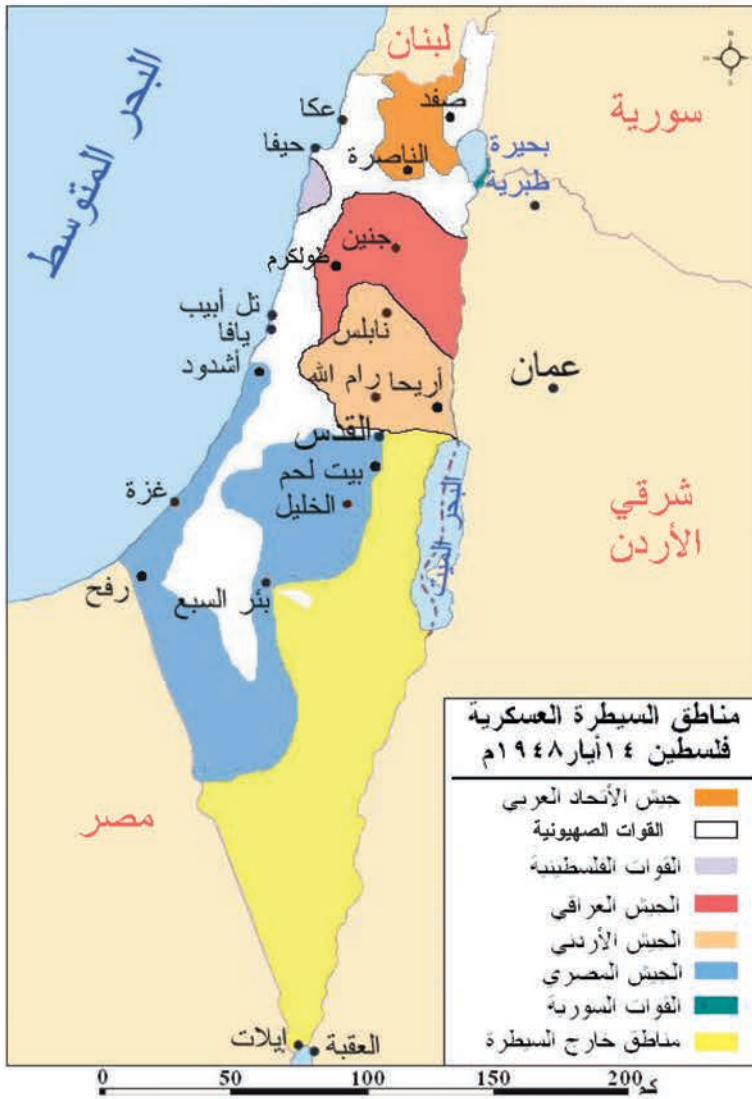 لبنان
سورية
البحر المتوسط
صفد
عكا
حيفا
الناصرة
بحيرة
طبرية
جنين
طولكرم
نابلس
تل أبيب
يافا
أشدود
رام الله
أريحا
عمان
القدس
بيت لحم
الخليل
غزة
البحر الميت
شرقي
الأردن
رفح
بئر السبع
مصر
ايلات
العقبة
مناطق السيطرة العسكرية
فلسطين ١٤أيار١٩٤٨م
جيش الأتحاد العربي
القوات الصهيونية
القوات الفلسطينية
الجيش العراقي
الجيش الأردني
الجيش المصري
القوات السورية
مناطق خارج السيطرة
0 50 100 150 200